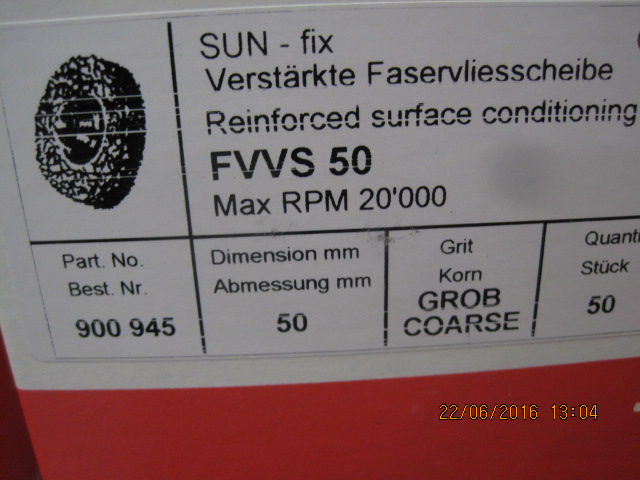 SUN - fix
Verstärkte Faservliesscheibe
Reinforced surface conditioning
FVVS 50
Max RPM 20'000
Part. No.
Best. Nr.
900 945
Dimension mm
Abmessung mm
50
Grit
Korn
GROB
COARSE
Quanti
Stück
50
22/06/2016 13:04